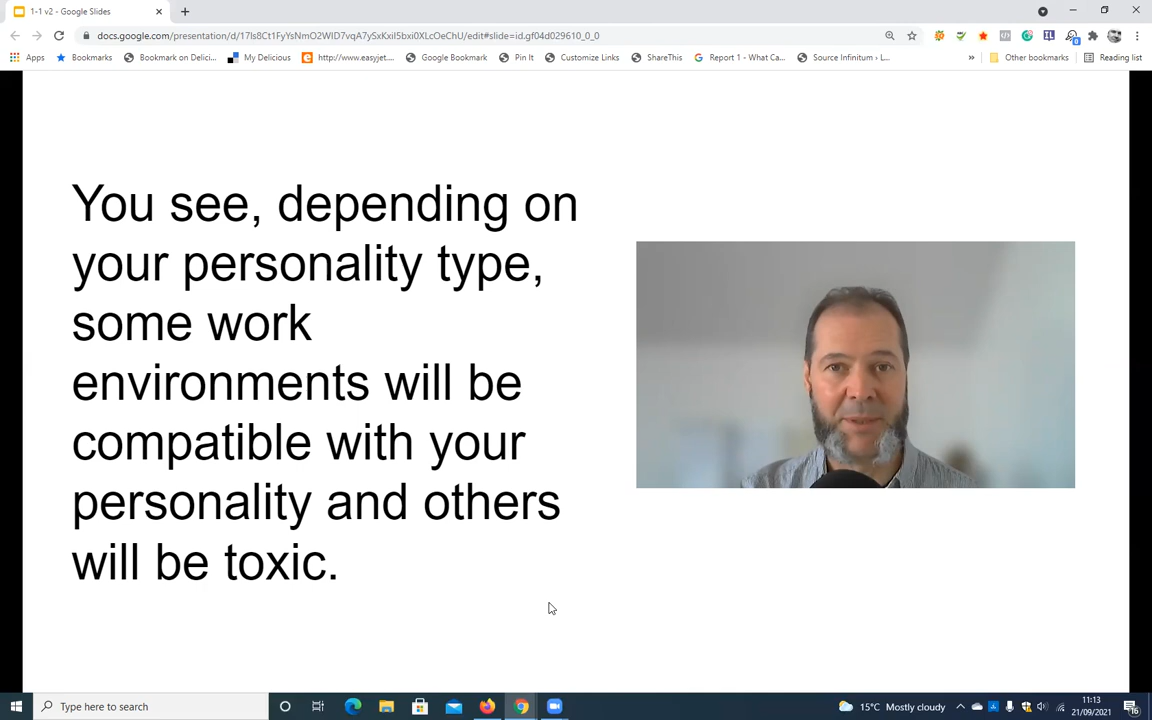 1-1 v2 - Google Slides
docs.google.com/presentation/d/17ls8Ct1FyYsNmO2WID7vqA7ySxKxiI5bxi0XLcOeChU/edit#slide=id.gf04d029610_0_0
Apps Bookmarks Bookmark on Delici... My Delicious http://www.easyjet.... Google Bookmark Pin It Customize Links ShareThis Report 1 - What Ca... Source Infinitum › L... » Other bookmarks Reading list
You see, depending on
your personality type,
some work
environments will be
compatible with your
personality and others
will be toxic.
Type here to search
15°C Mostly cloudy
11:13
21/09/2021
16